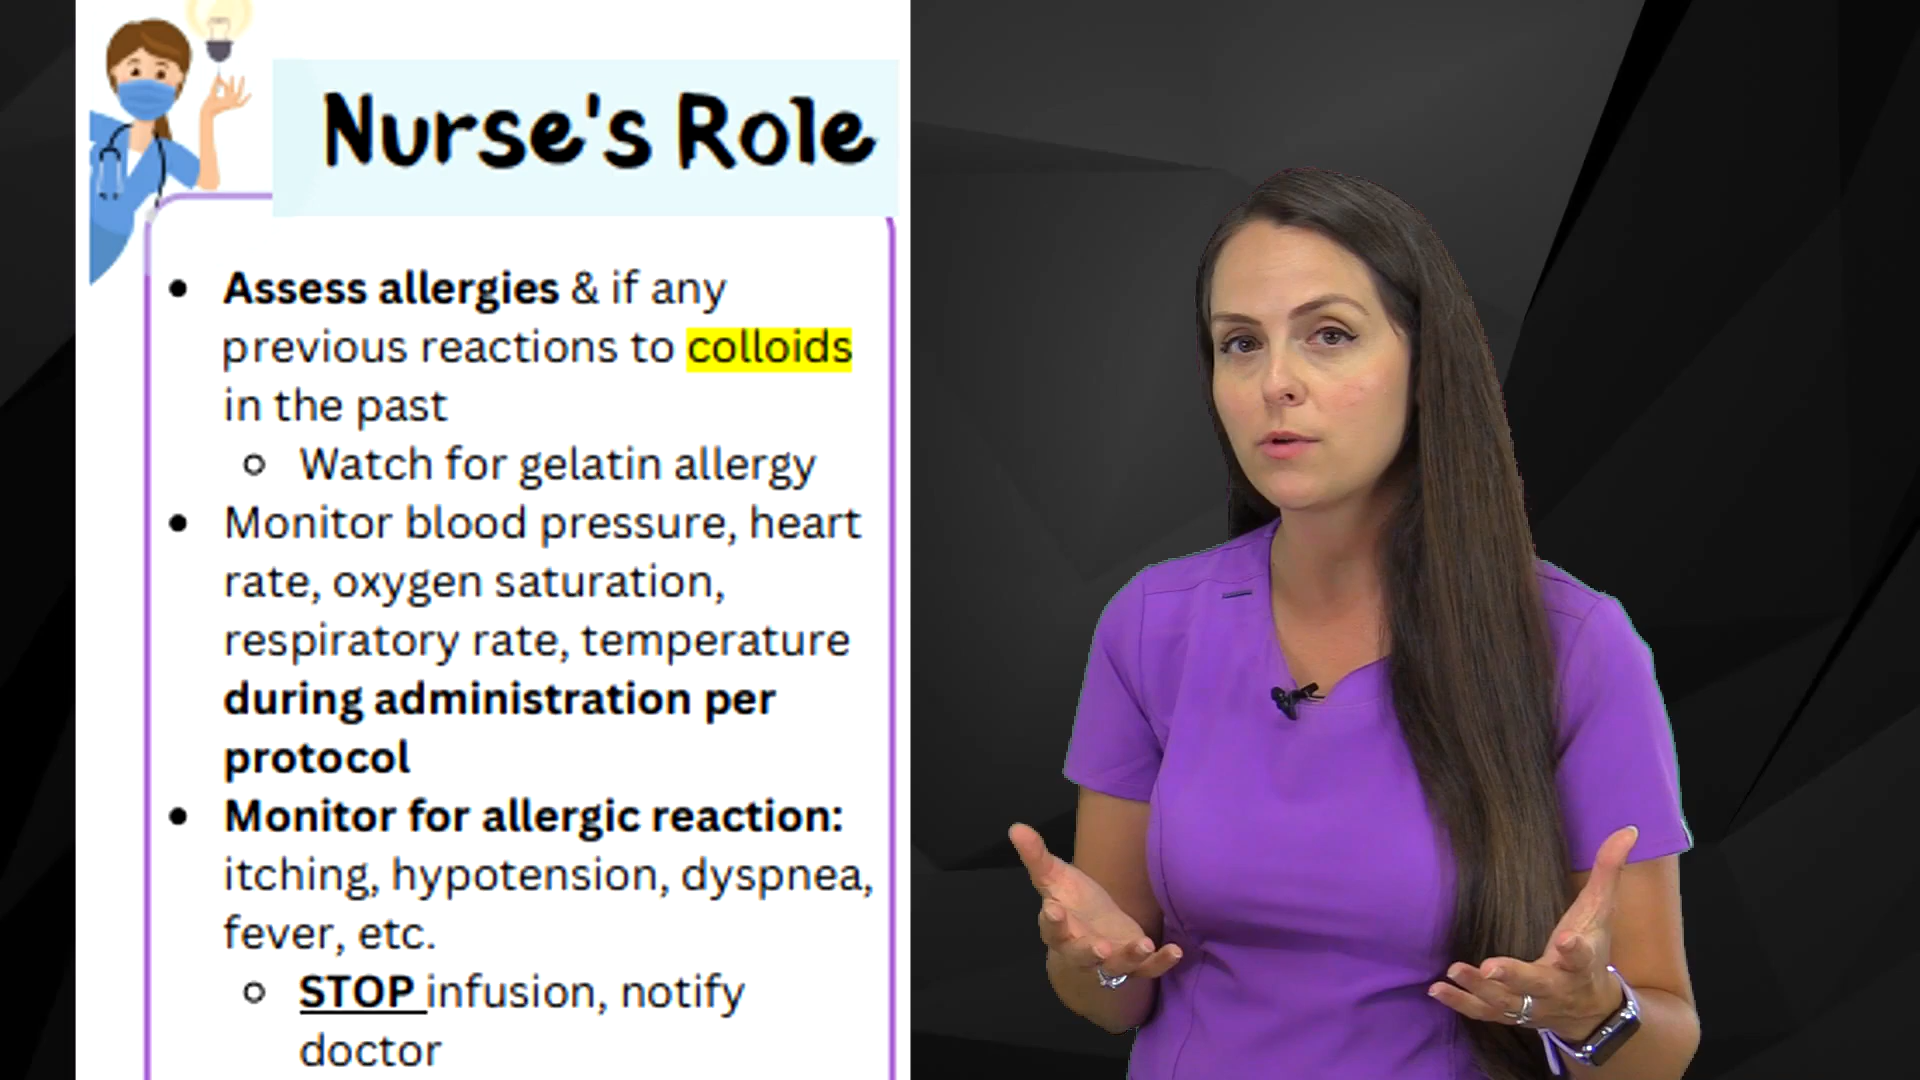 Nurse's Role
• Assess allergies & if any
previous reactions to colloids
in the past
o Watch for gelatin allergy
• Monitor blood pressure, heart
rate, oxygen saturation,
respiratory rate, temperature
during administration per
protocol
• Monitor for allergic reaction:
itching, hypotension, dyspnea,
fever, etc.
o STOP infusion, notify
doctor